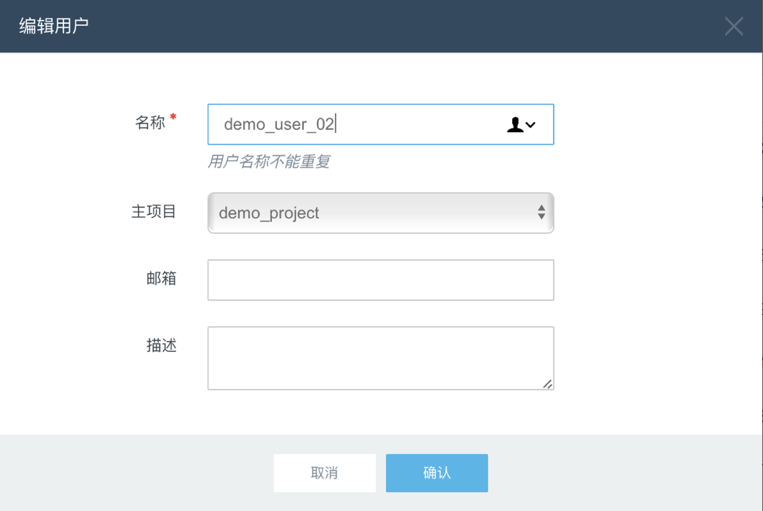 编辑用户
名称 *
demo_user_02
用户名称不能重复
主项目
demo_project
邮箱
描述
取消
确认